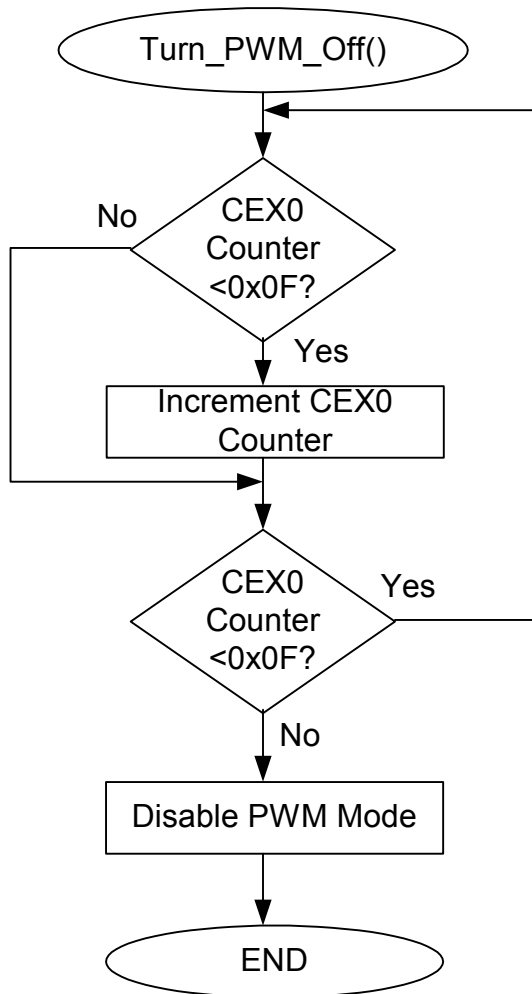 Turn_PWM_Off()
CEX0
Counter
<0x0F?
No
Yes
Increment CEX0
Counter
CEX0
Counter
<0x0F?
Yes
No
Disable PWM Mode
END